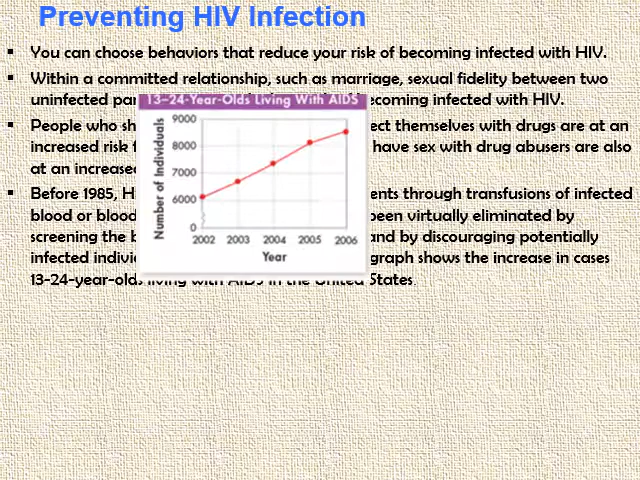 Preventing HIV Infection
▪ You can choose behaviors that reduce your risk of becoming infected with HIV.
▪ Within a committed relationship, such as marriage, sexual fidelity between two
uninfected par becoming infected with HIV.
▪ People who sh ect themselves with drugs are at an
increased risk f have sex with drug abusers are also
at an increased
▪ Before 1985, H ents through transfusions of infected
blood or blood been virtually eliminated by
screening the b and by discouraging potentially
infected indivi graph shows the increase in cases
13-24-year-olds living with AIDS in the United States.
13–24-Year-Olds Living With AIDS
Number of Individuals
9000
8000
7000
6000
0
2002 2003 2004 2005 2006
Year